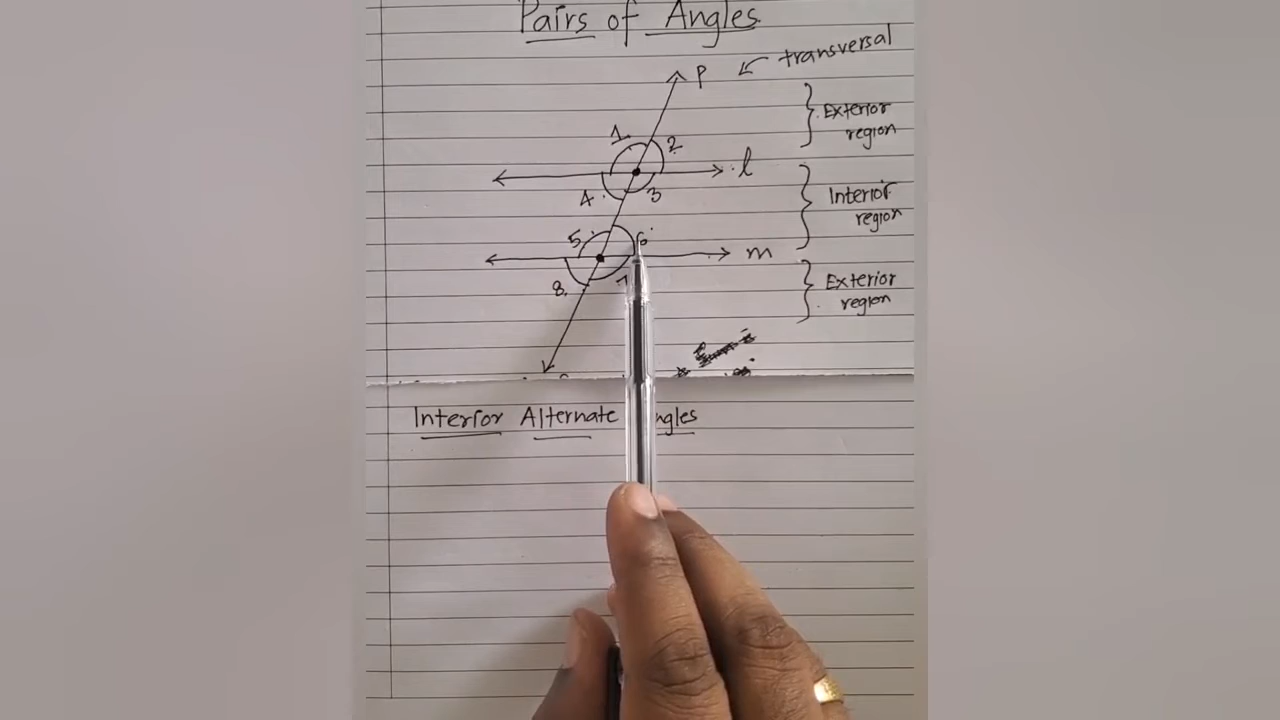 Pairs of Angles
transversal
p
Exterior
region
1
2
l
4
3
Interior
region
5
6
m
8
7
Exterior
region
Interior Alternate ngles